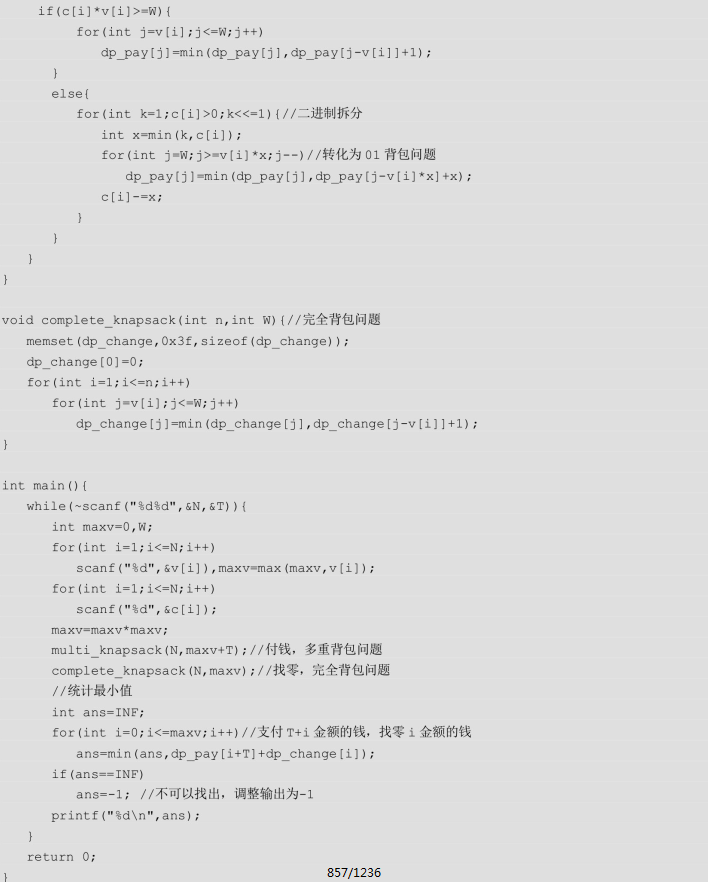 if(c[i]*v[i]>=W){
for(int j=v[i];j<=W;j++)
dp_pay[j]=min(dp_pay[j],dp_pay[j-v[i]]+1);
}
else{
for(int k=1;c[i]>0;k<<=1){//二进制拆分
int x=min(k,c[i]);
for(int j=W;j>=v[i]*x;j--)//转化为01背包问题
dp_pay[j]=min(dp_pay[j],dp_pay[j-v[i]*x]+x);
c[i]-=x;
}
}
}
}
void complete_knapsack(int n,int W){//完全背包问题
memset(dp_change,0x3f,sizeof(dp_change));
dp_change[0]=0;
for(int i=1;i<=n;i++)
for(int j=v[i];j<=W;j++)
dp_change[j]=min(dp_change[j],dp_change[j-v[i]]+1);
}
int main(){
while(~scanf("%d%d",&N,&T)){
int maxv=0,W;
for(int i=1;i<=N;i++)
scanf("%d",&v[i]),maxv=max(maxv,v[i]);
for(int i=1;i<=N;i++)
scanf("%d",&c[i]);
maxv=maxv*maxv;
multi_knapsack(N,maxv+T);//付钱，多重背包问题
complete_knapsack(N,maxv);//找零，完全背包问题
//统计最小值
int ans=INF;
for(int i=0;i<=maxv;i++)//支付T+i金额的钱，找零i金额的钱
ans=min(ans,dp_pay[i+T]+dp_change[i]);
if(ans==INF)
ans=-1; //不可以找出，调整输出为-1
printf("%d\n",ans);
}
return 0;
}
857/1236